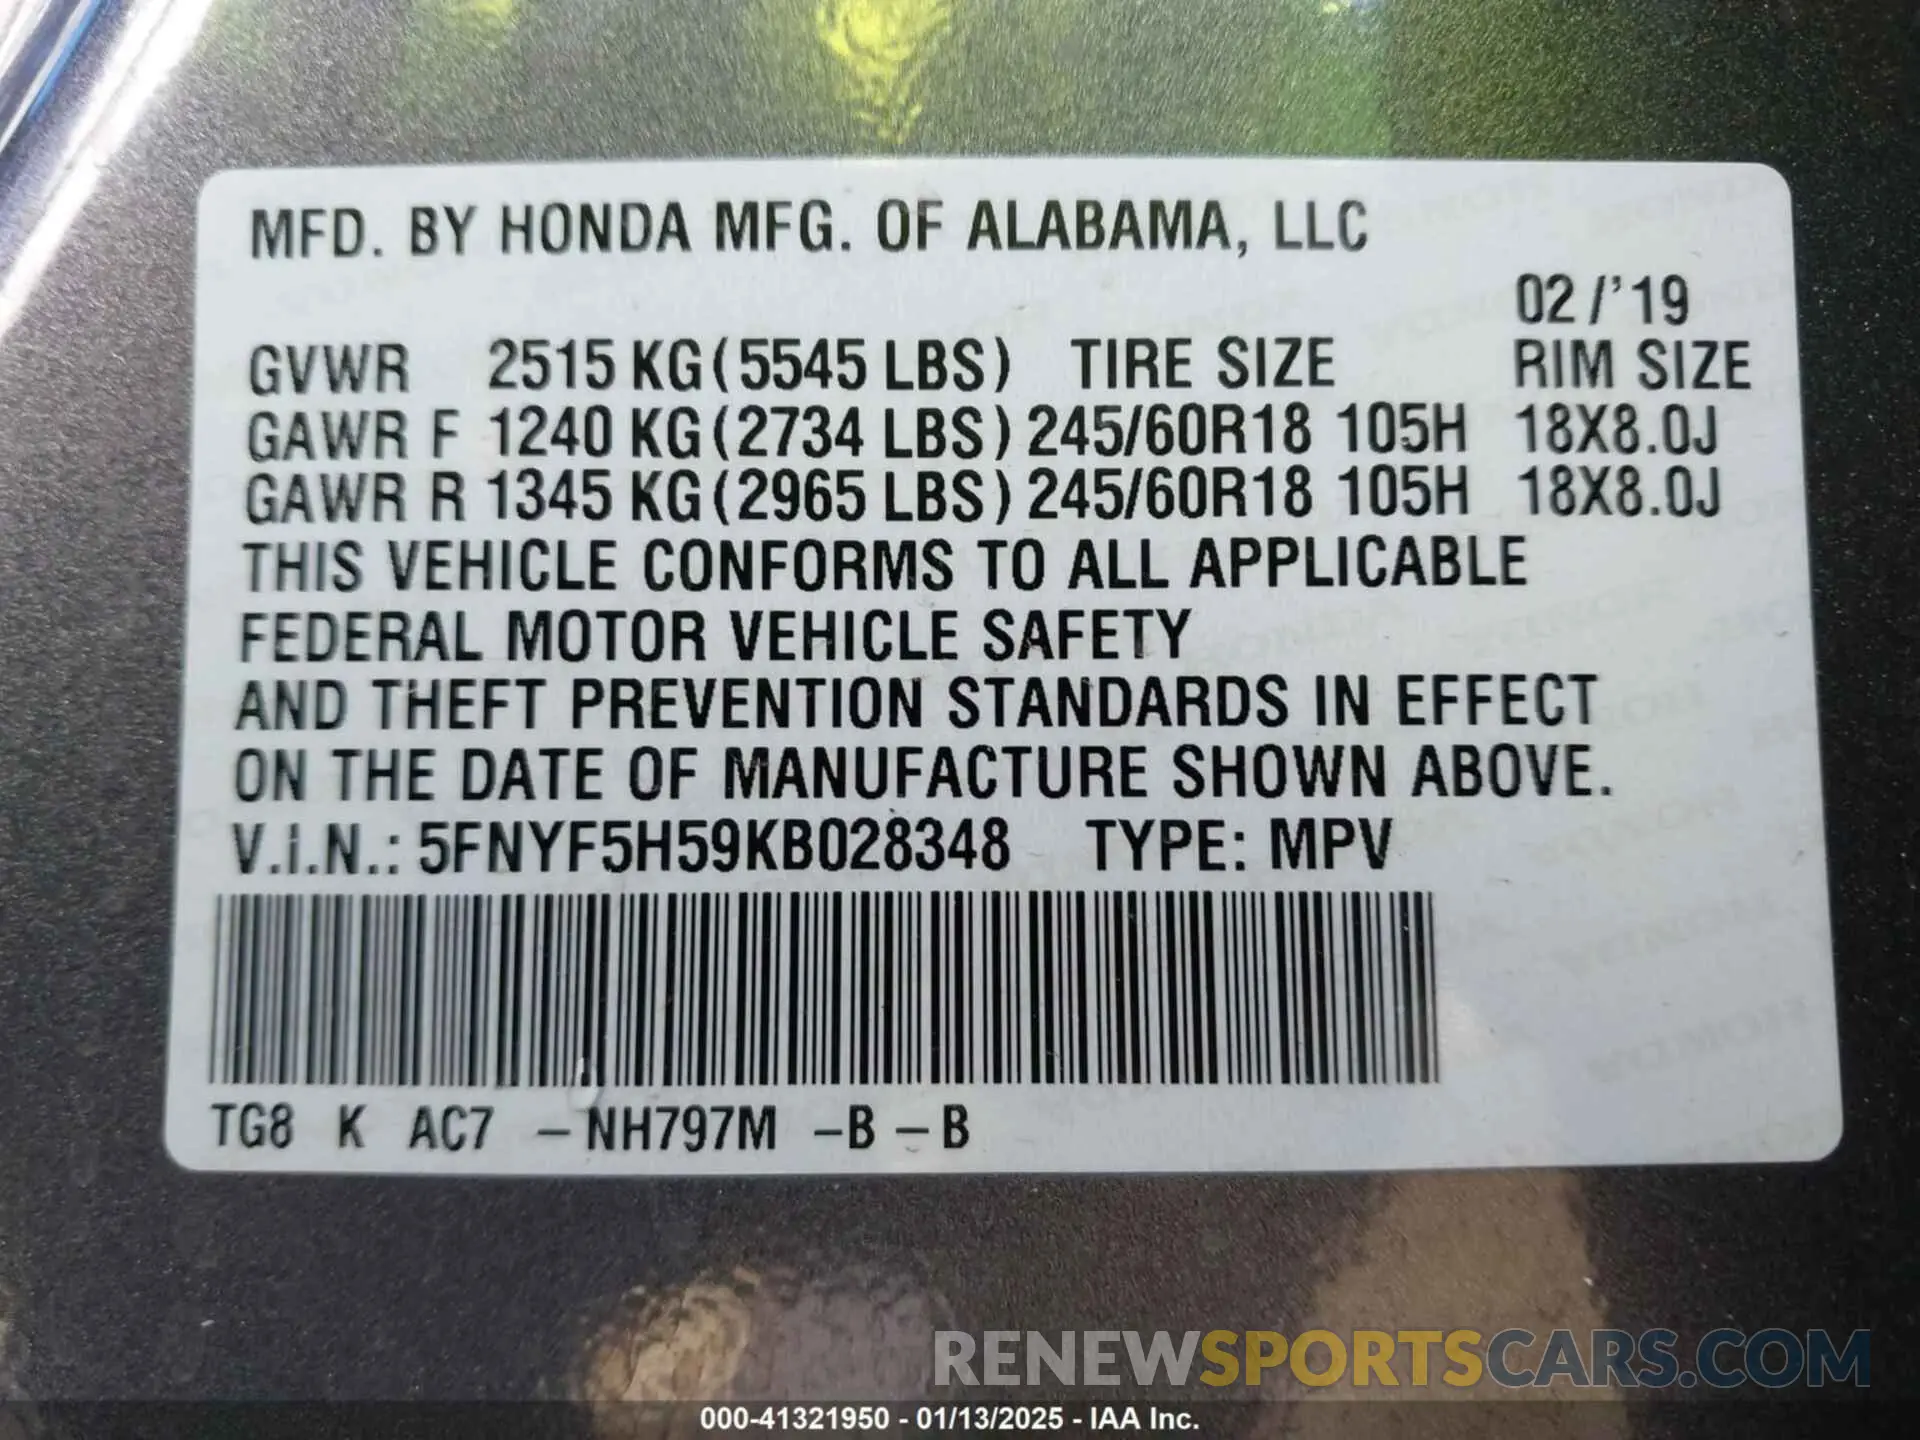 MFD. BY HONDA MFG. OF ALABAMA, LLC
02/'19
GVWR 2515 KG(5545 LBS) TIRE SIZE RIM SIZE
GAWR F 1240 KG(2734 LBS) 245/60R18 105H 18X8.0J
GAWR R 1345 KG(2965 LBS) 245/60R18 105H 18X8.0J
THIS VEHICLE CONFORMS TO ALL APPLICABLE
FEDERAL MOTOR VEHICLE SAFETY
AND THEFT PREVENTION STANDARDS IN EFFECT
ON THE DATE OF MANUFACTURE SHOWN ABOVE.
V.I.N.: 5FNYF5H59KB028348 TYPE: MPV
TG8 K AC7 -NH797M -B -B
RENEWSPORTSCARS.COM
000-41321950 - 01/13/2025 - IAA Inc.